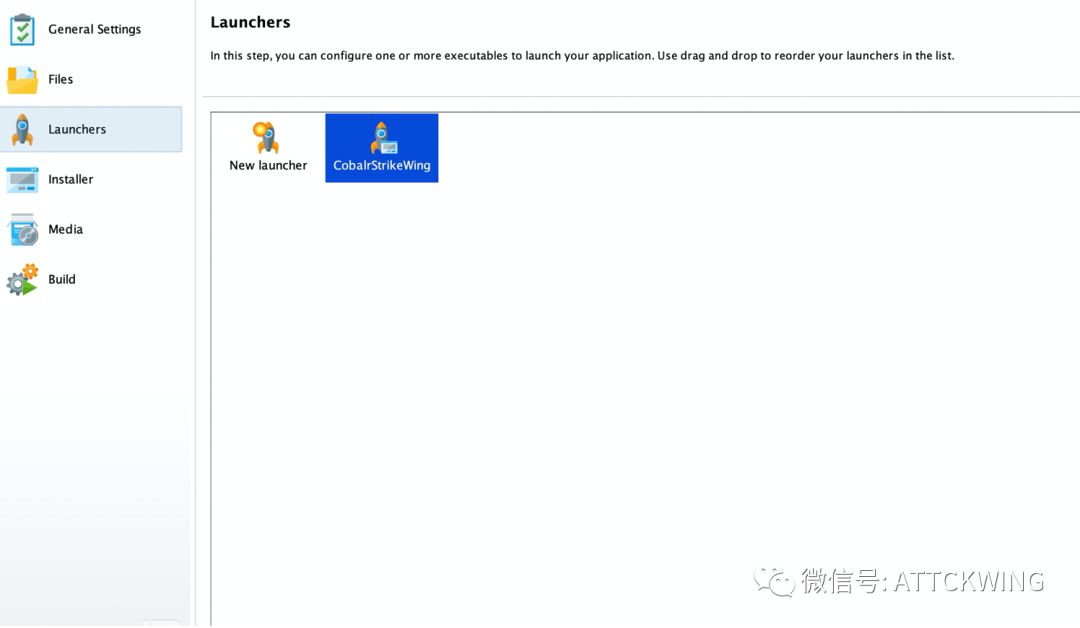 General Settings
Files
Launchers
Installer
Media
Build
Launchers
In this step, you can configure one or more executables to launch your application. Use drag and drop to reorder your launchers in the list.
New launcher
CobalrStrikeWing
微信号: ATTCKWING